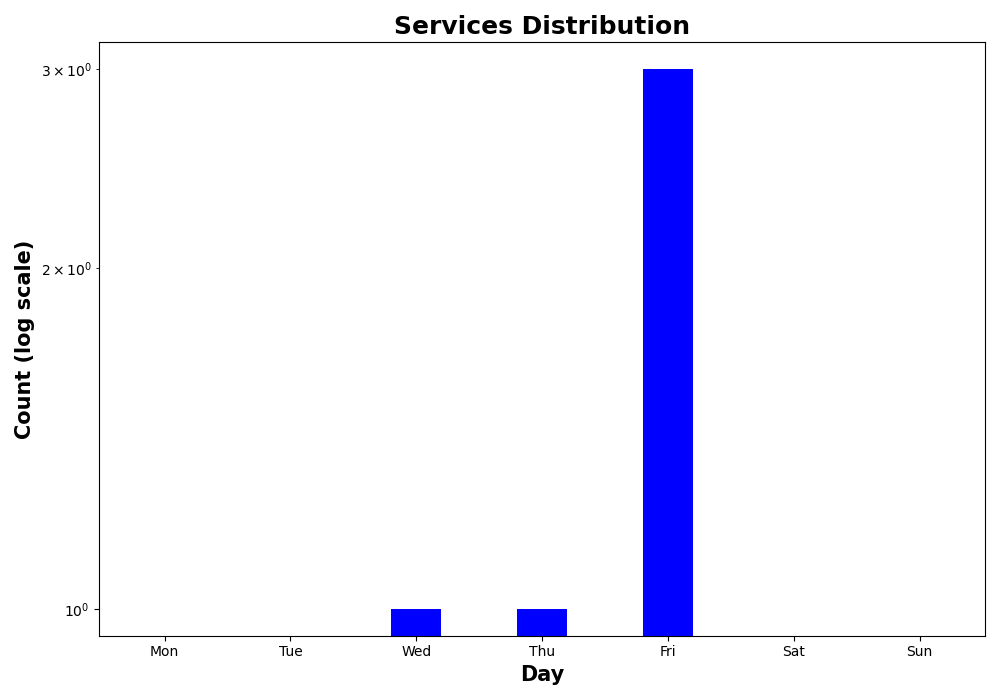 Services Distribution
3 × 10⁰
2 × 10⁰
10⁰
Count (log scale)
Mon Tue Wed Thu Fri Sat Sun
Day